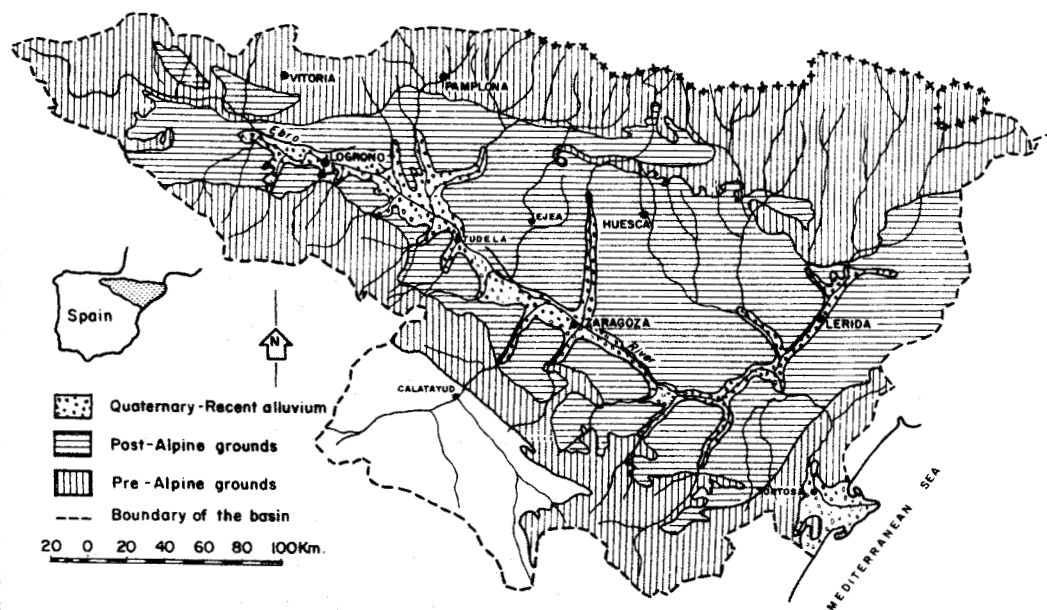 VITORIA
PAMPLONA
Ebro
LOGRONO
EJEA
HUESCA
TUDELA
Spain
ZARAGOZA
LERIDA
River
N
CALATAYUD
Quaternary-Recent alluvium
Post-Alpine grounds
Pre-Alpine grounds
Boundary of the basin
TORTOSA
MEDITERRANEAN SEA
20 0 20 40 60 80 100Km.